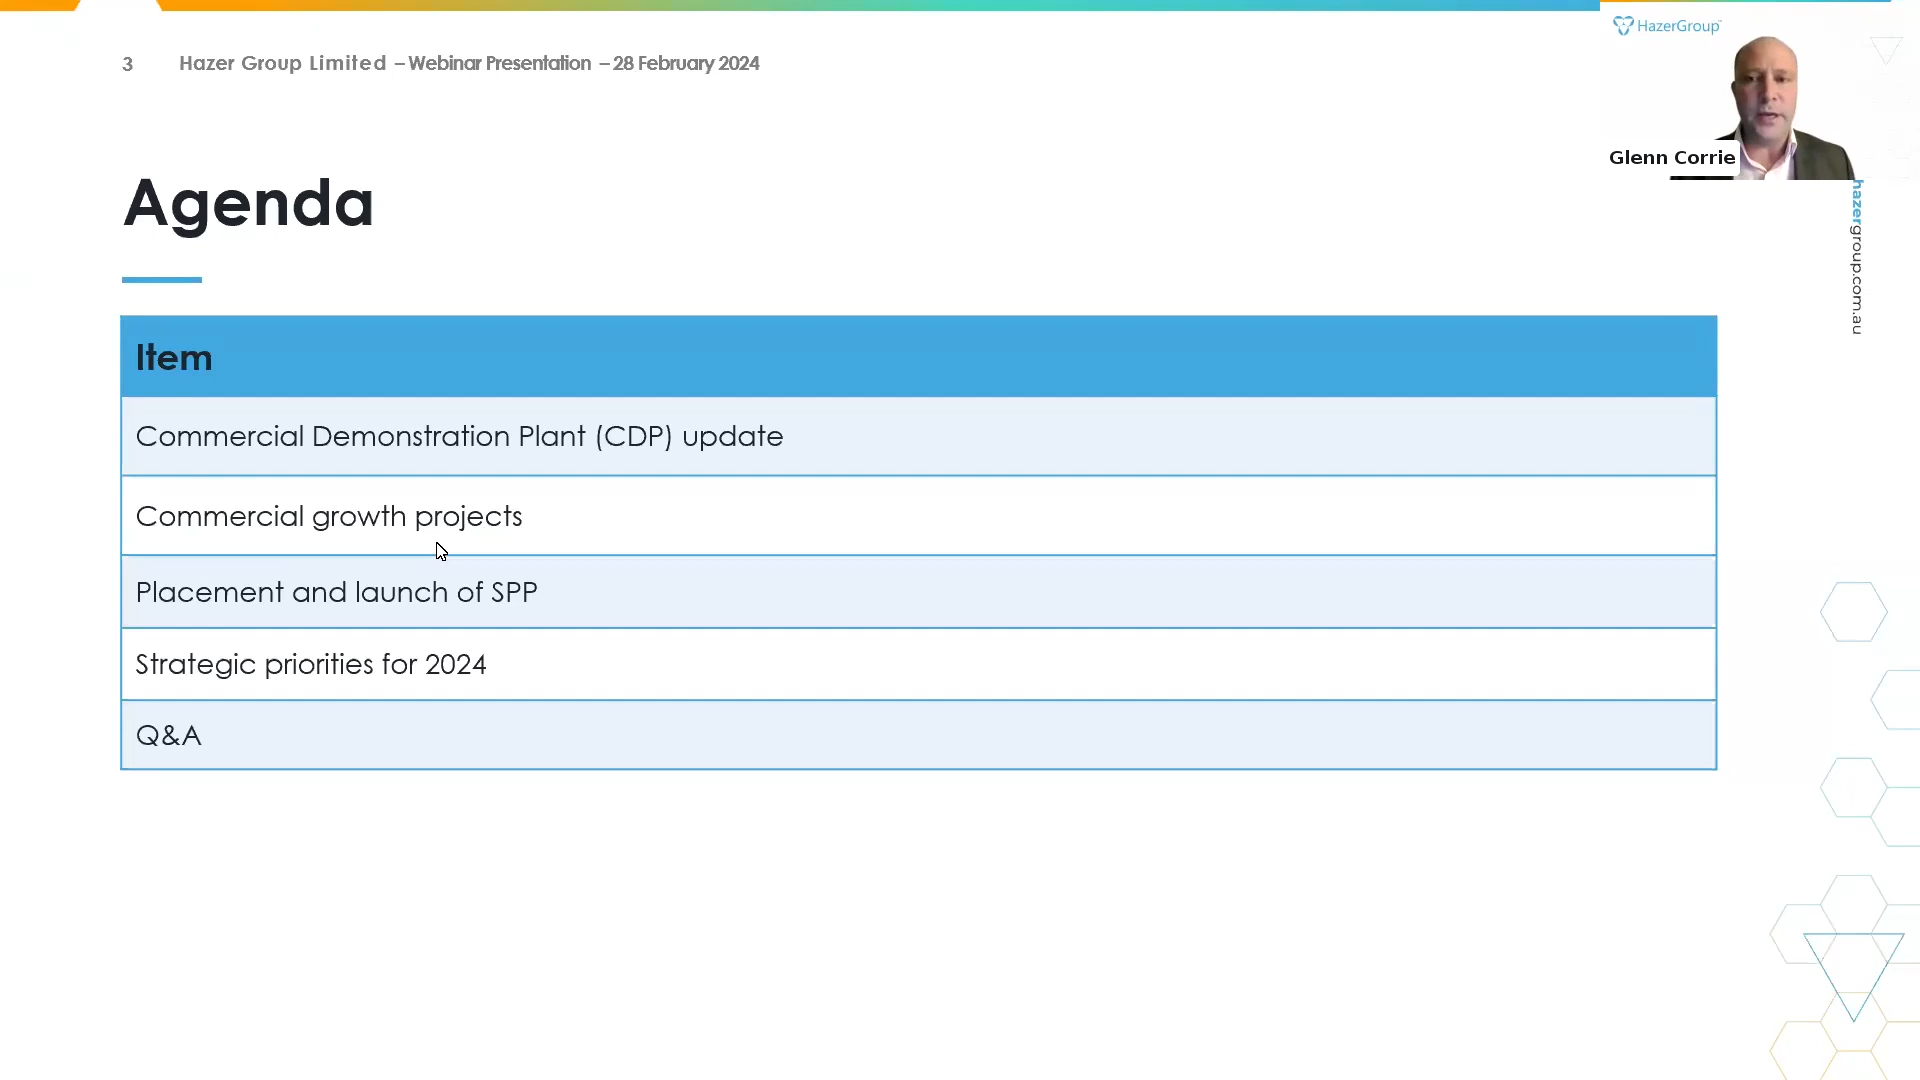 3 Hazer Group Limited – Webinar Presentation – 28 February 2024
HazerGroup
Glenn Corrie
hazergroup.com.au
Agenda
Item
Commercial Demonstration Plant (CDP) update
Commercial growth projects
Placement and launch of SPP
Strategic priorities for 2024
Q&A